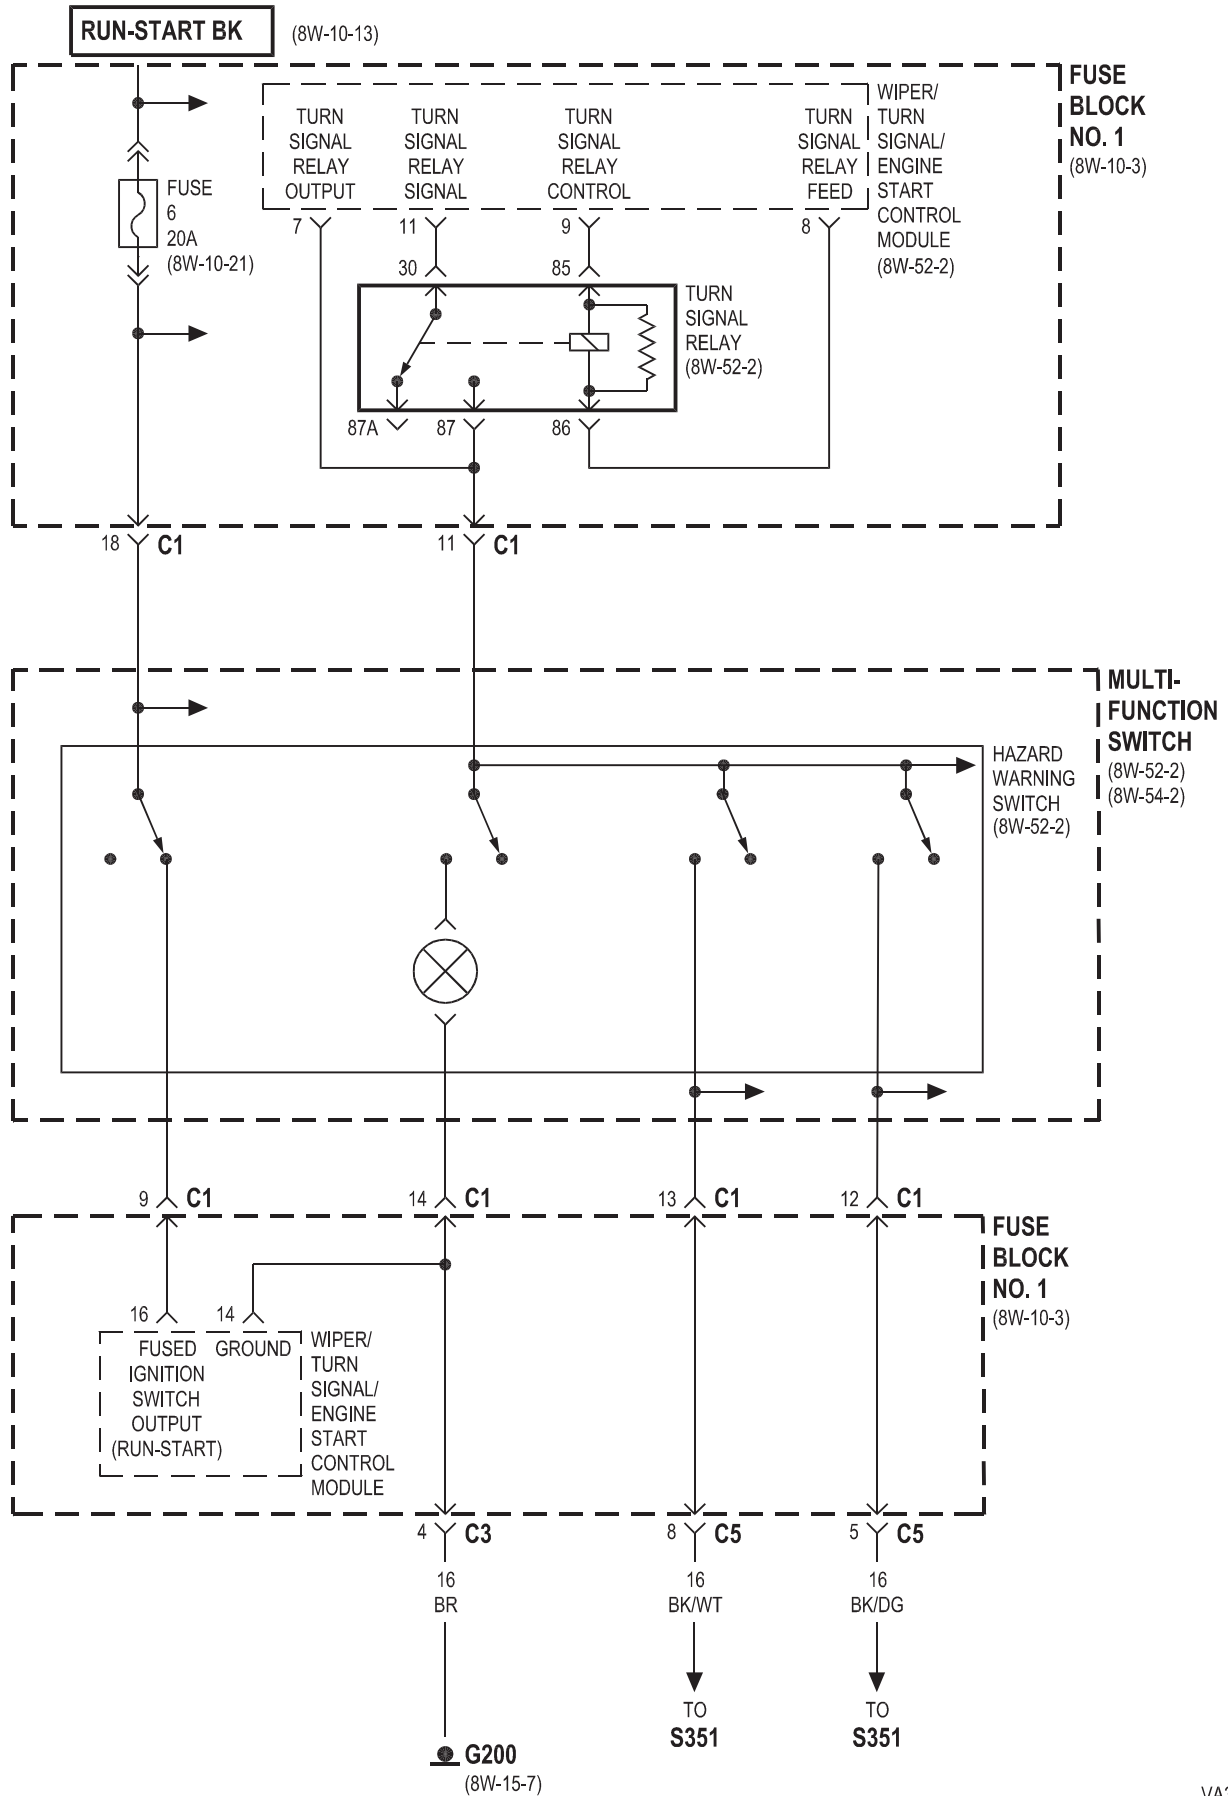 RUN-START BK
(8W-10-13)
FUSE
BLOCK
NO. 1
(8W-10-3)
WIPER/
TURN
SIGNAL/
ENGINE
START
CONTROL
MODULE
(8W-52-2)
TURN
SIGNAL
RELAY
OUTPUT
TURN
SIGNAL
RELAY
SIGNAL
TURN
SIGNAL
RELAY
CONTROL
TURN
SIGNAL
RELAY
FEED
FUSE
6
20A
(8W-10-21)
7
11
9
8
30
85
TURN
SIGNAL
RELAY
(8W-52-2)
87A
87
86
18 C1
11 C1
MULTI-
FUNCTION
SWITCH
(8W-52-2)
(8W-54-2)
HAZARD
WARNING
SWITCH
(8W-52-2)
9 C1
14 C1
13 C1
12 C1
FUSE
BLOCK
NO. 1
(8W-10-3)
16
14
FUSED
IGNITION
SWITCH
OUTPUT
(RUN-START)
GROUND
WIPER/
TURN
SIGNAL/
ENGINE
START
CONTROL
MODULE
4 C3
8 C5
5 C5
16
BR
16
BK/WT
16
BK/DG
TO
S351
TO
S351
G200
(8W-15-7)